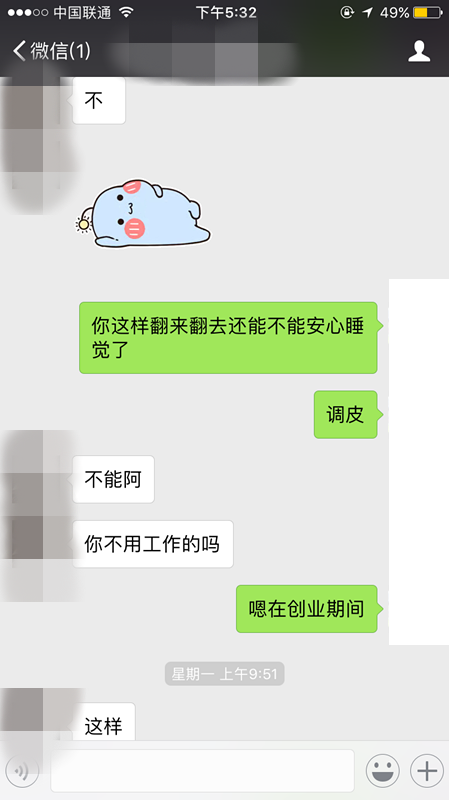 中国联通 下午5:32 49%
微信(1)
不
你这样翻来翻去还能不能安心睡
觉了
调皮
不能阿
你不用工作的吗
嗯在创业期间
星期一 上午9:51
这样